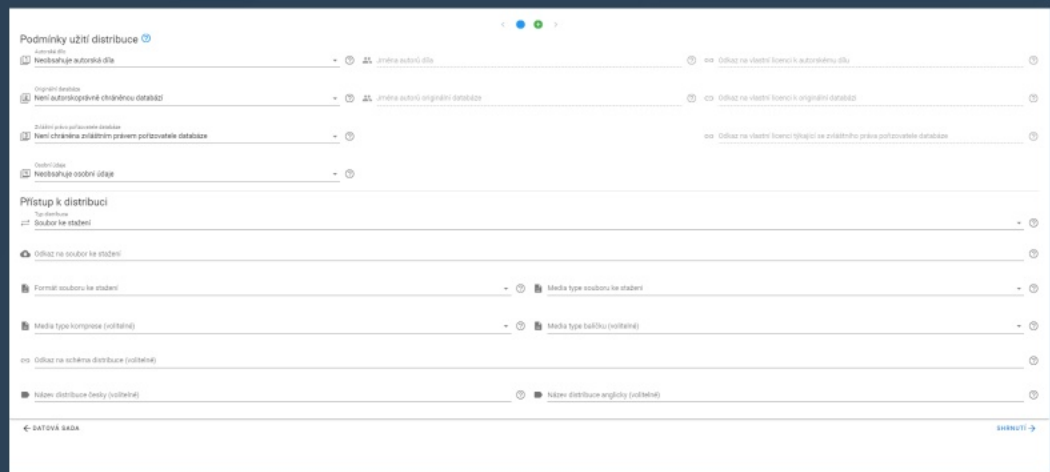 Podmínky užití distribuce
Autorská díla
Neobsahuje autorská díla
Jména autorů díla
Odkaz na vlastní licenci k autorskému dílu
Originální databáze
Není autorskoprávně chráněnou databází
Jména autorů originální databáze
Odkaz na vlastní licenci k originální databázi
Zvláštní právo pořizovatele databáze
Není chráněna zvláštním právem pořizovatele databáze
Odkaz na vlastní licenci týkající se zvláštního práva pořizovatele databáze
Osobní údaje
Neobsahuje osobní údaje
Přístup k distribuci
Typ distribuce
Soubor ke stažení
Odkaz na soubor ke stažení
Formát souboru ke stažení
Media type souboru ke stažení
Media type komprese (volitelné)
Media type balíčku (volitelné)
Odkaz na schéma distribuce (volitelné)
Název distribuce česky (volitelné)
Název distribuce anglicky (volitelné)
DATOVÁ SADA
SHRNUTÍ